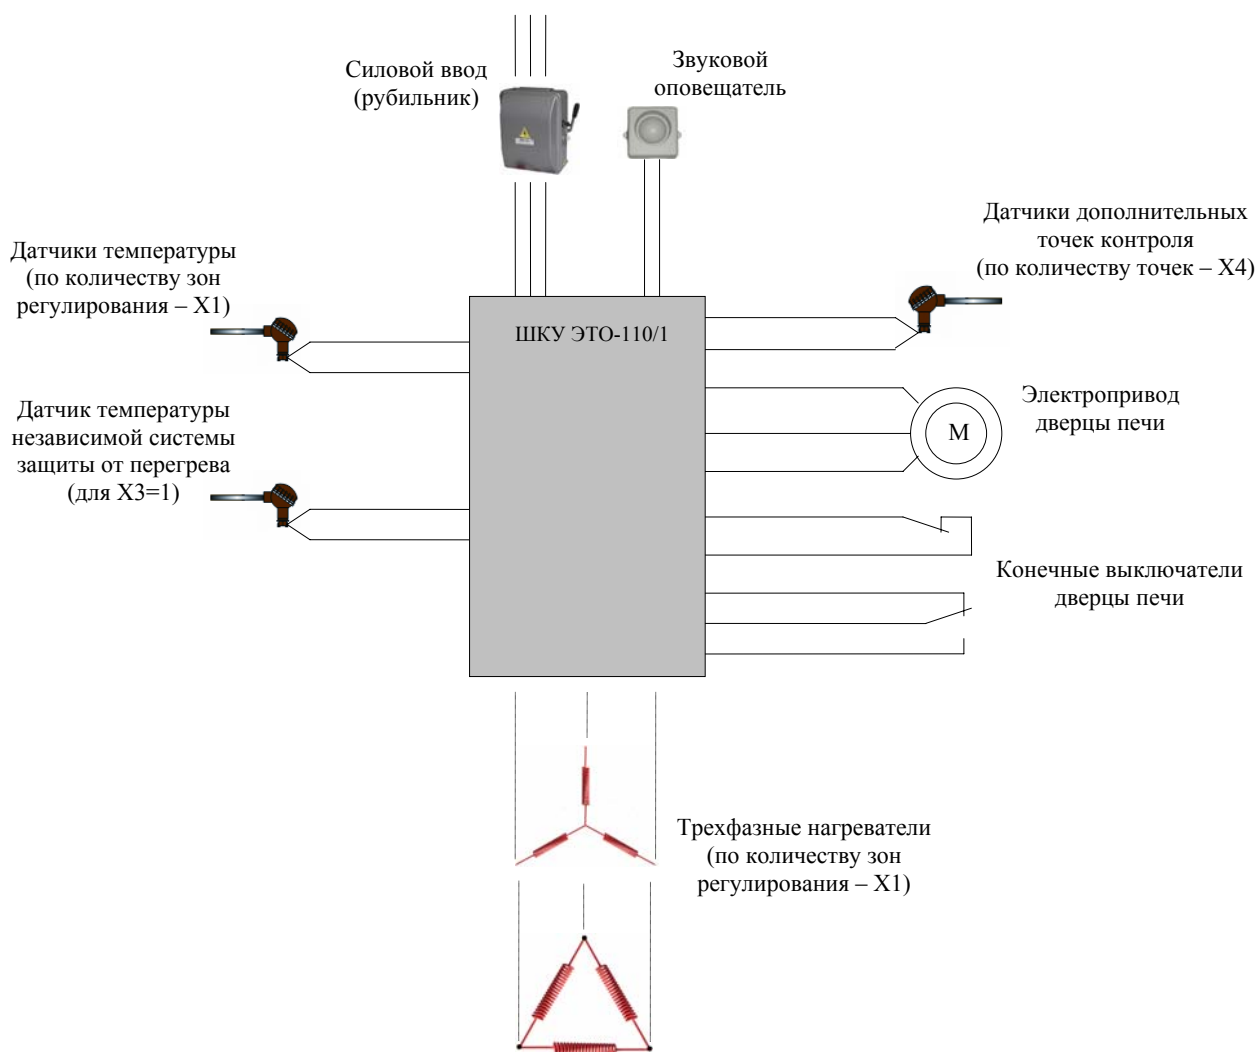 Силовой ввод
(рубильник)
Звуковой
оповещатель
Датчики температуры
(по количеству зон
регулирования – X1)
Датчики дополнительных
точек контроля
(по количеству точек – X4)
ШКУ ЭТО-110/1
Датчик температуры
независимой системы
защиты от перегрева
(для X3=1)
Электропривод
дверцы печи
М
Конечные выключатели
дверцы печи
Трехфазные нагреватели
(по количеству зон
регулирования – X1)